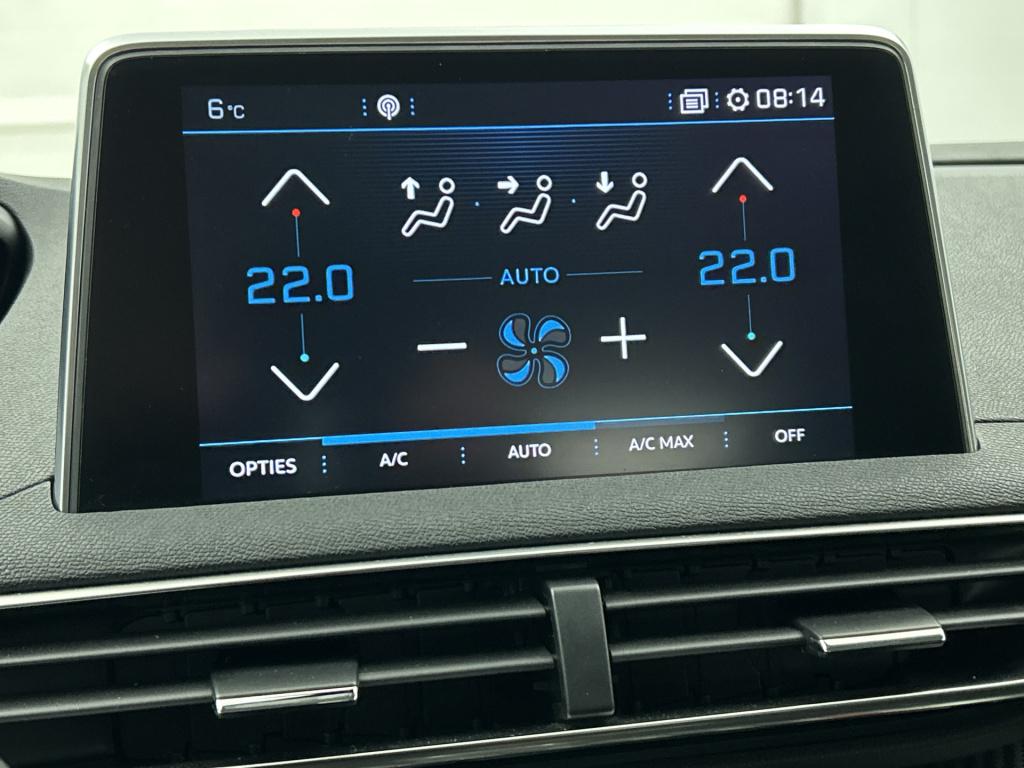 6°C 08:14
22.0 22.0
AUTO
OPTIES A/C AUTO A/C MAX OFF